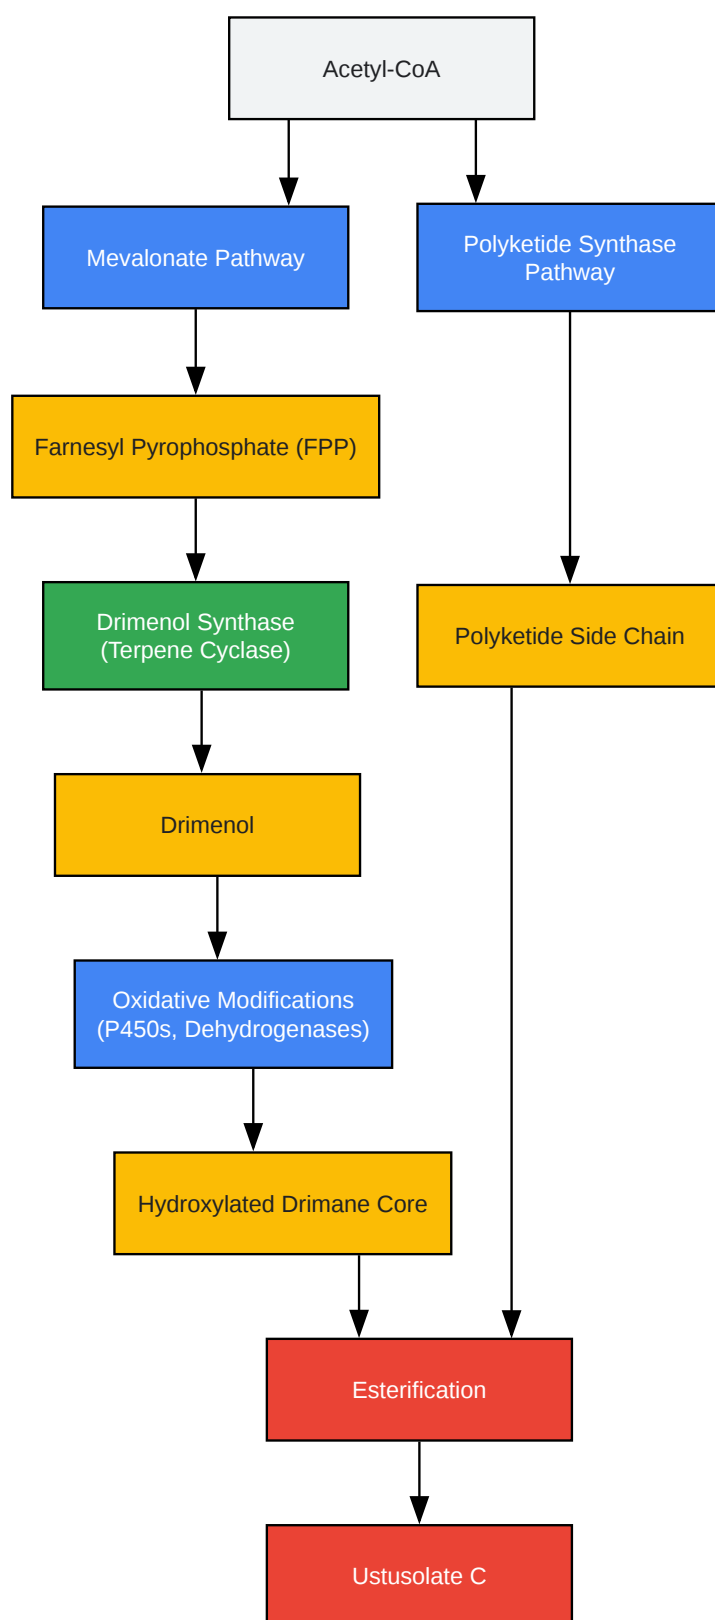 Acetyl-CoA
Mevalonate Pathway
Polyketide Synthase
Pathway
Farnesyl Pyrophosphate (FPP)
Drimenol Synthase
(Terpene Cyclase)
Polyketide Side Chain
Drimenol
Oxidative Modifications
(P450s, Dehydrogenases)
Hydroxylated Drimane Core
Esterification
Ustusolate C